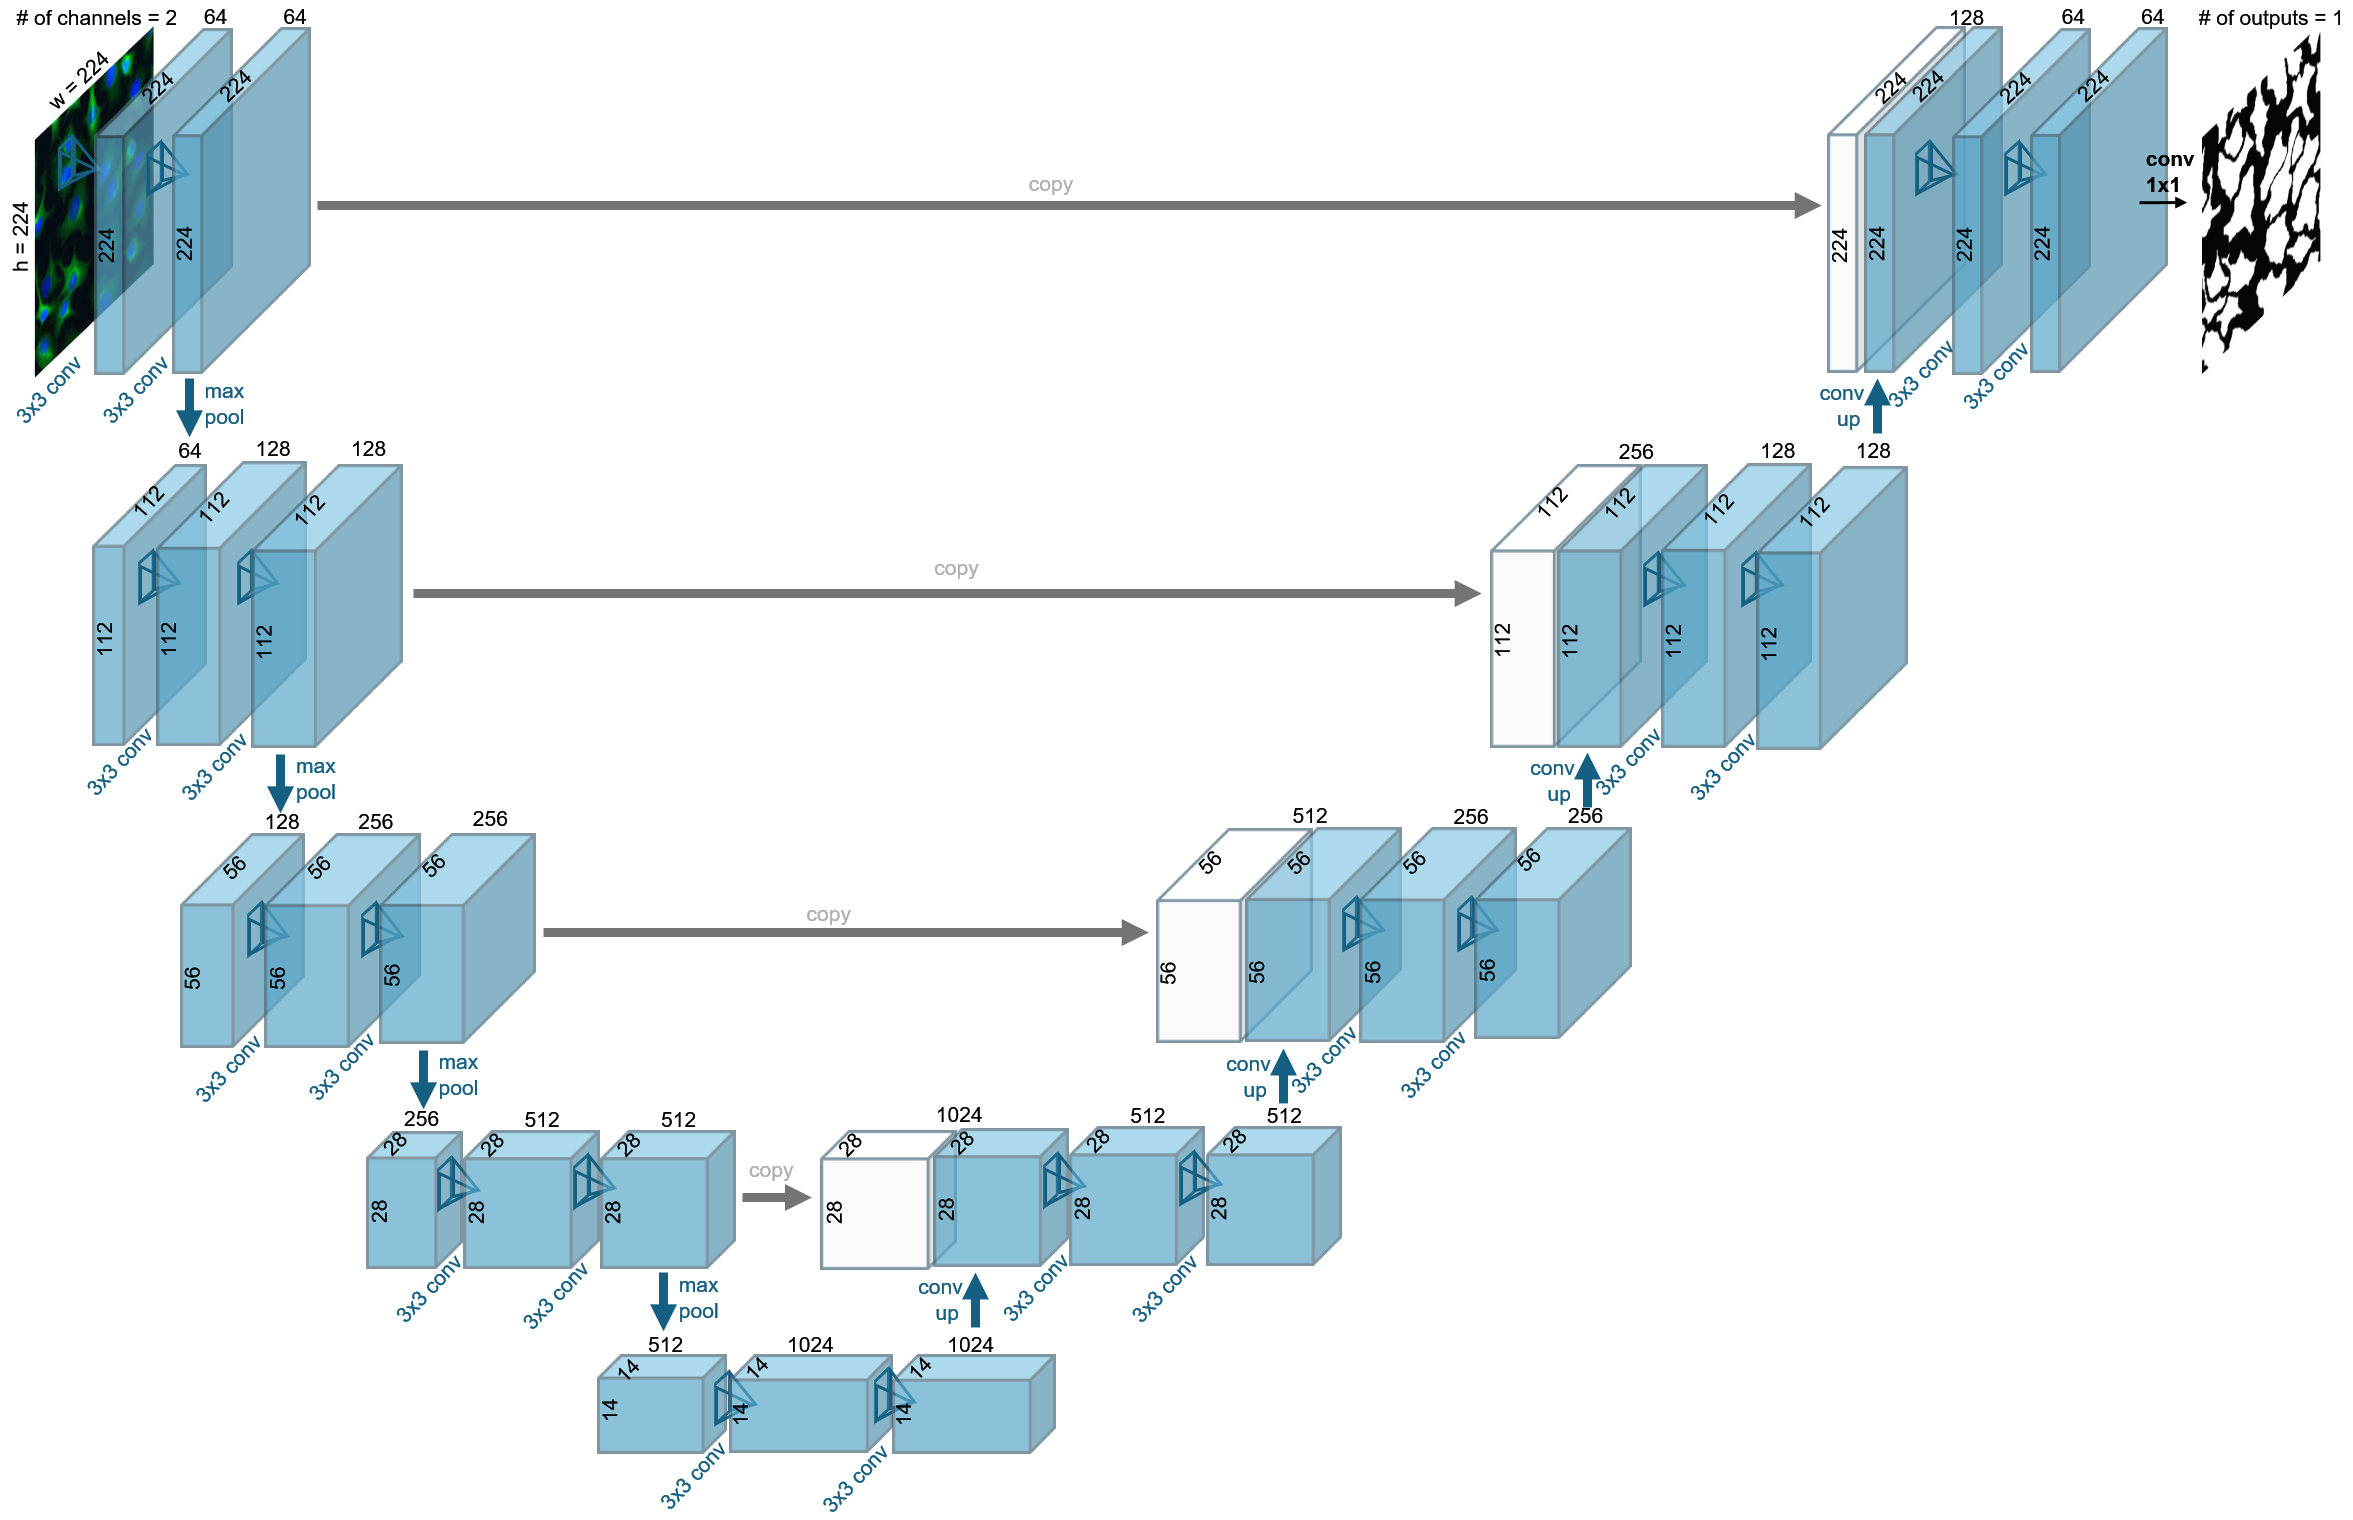 # of channels = 2
64
64
w = 224
224
224
h = 224
224
224
3x3 conv
3x3 conv
max
pool
copy
128
64
64
# of outputs = 1
224
224
224
224
224
224
224
224
conv
1x1
conv
up
3x3 conv
3x3 conv
64
128
128
112
112
112
112
112
112
3x3 conv
3x3 conv
max
pool
copy
256
128
128
112
112
112
112
112
112
112
112
conv
up
3x3 conv
3x3 conv
128
256
256
56
56
56
56
56
56
3x3 conv
3x3 conv
max
pool
copy
512
256
256
56
56
56
56
56
56
56
56
conv
up
3x3 conv
3x3 conv
256
512
512
28
28
28
28
28
28
3x3 conv
3x3 conv
max
pool
copy
1024
512
512
28
28
28
28
28
28
28
28
conv
up
3x3 conv
3x3 conv
512
1024
1024
14
14
14
14
14
14
3x3 conv
3x3 conv